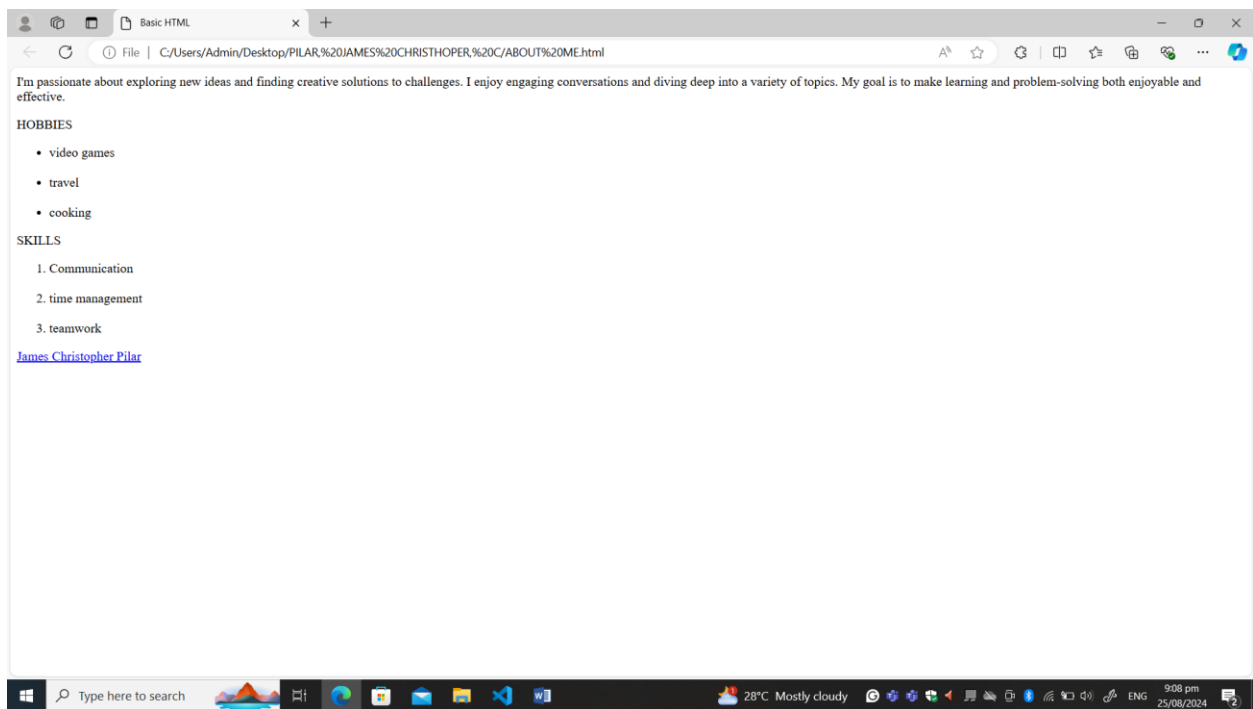 Basic HTML
File | C:/Users/Admin/Desktop/PILAR,%20JAMES%20CHRISTHOPER,%20C/ABOUT%20ME.html
I'm passionate about exploring new ideas and finding creative solutions to challenges. I enjoy engaging conversations and diving deep into a variety of topics. My goal is to make learning and problem-solving both enjoyable and
effective.
HOBBIES
• video games
• travel
• cooking
SKILLS
1. Communication
2. time management
3. teamwork
James Christopher Pilar
Type here to search
28°C Mostly cloudy
ENG
9:08 pm
25/08/2024
2